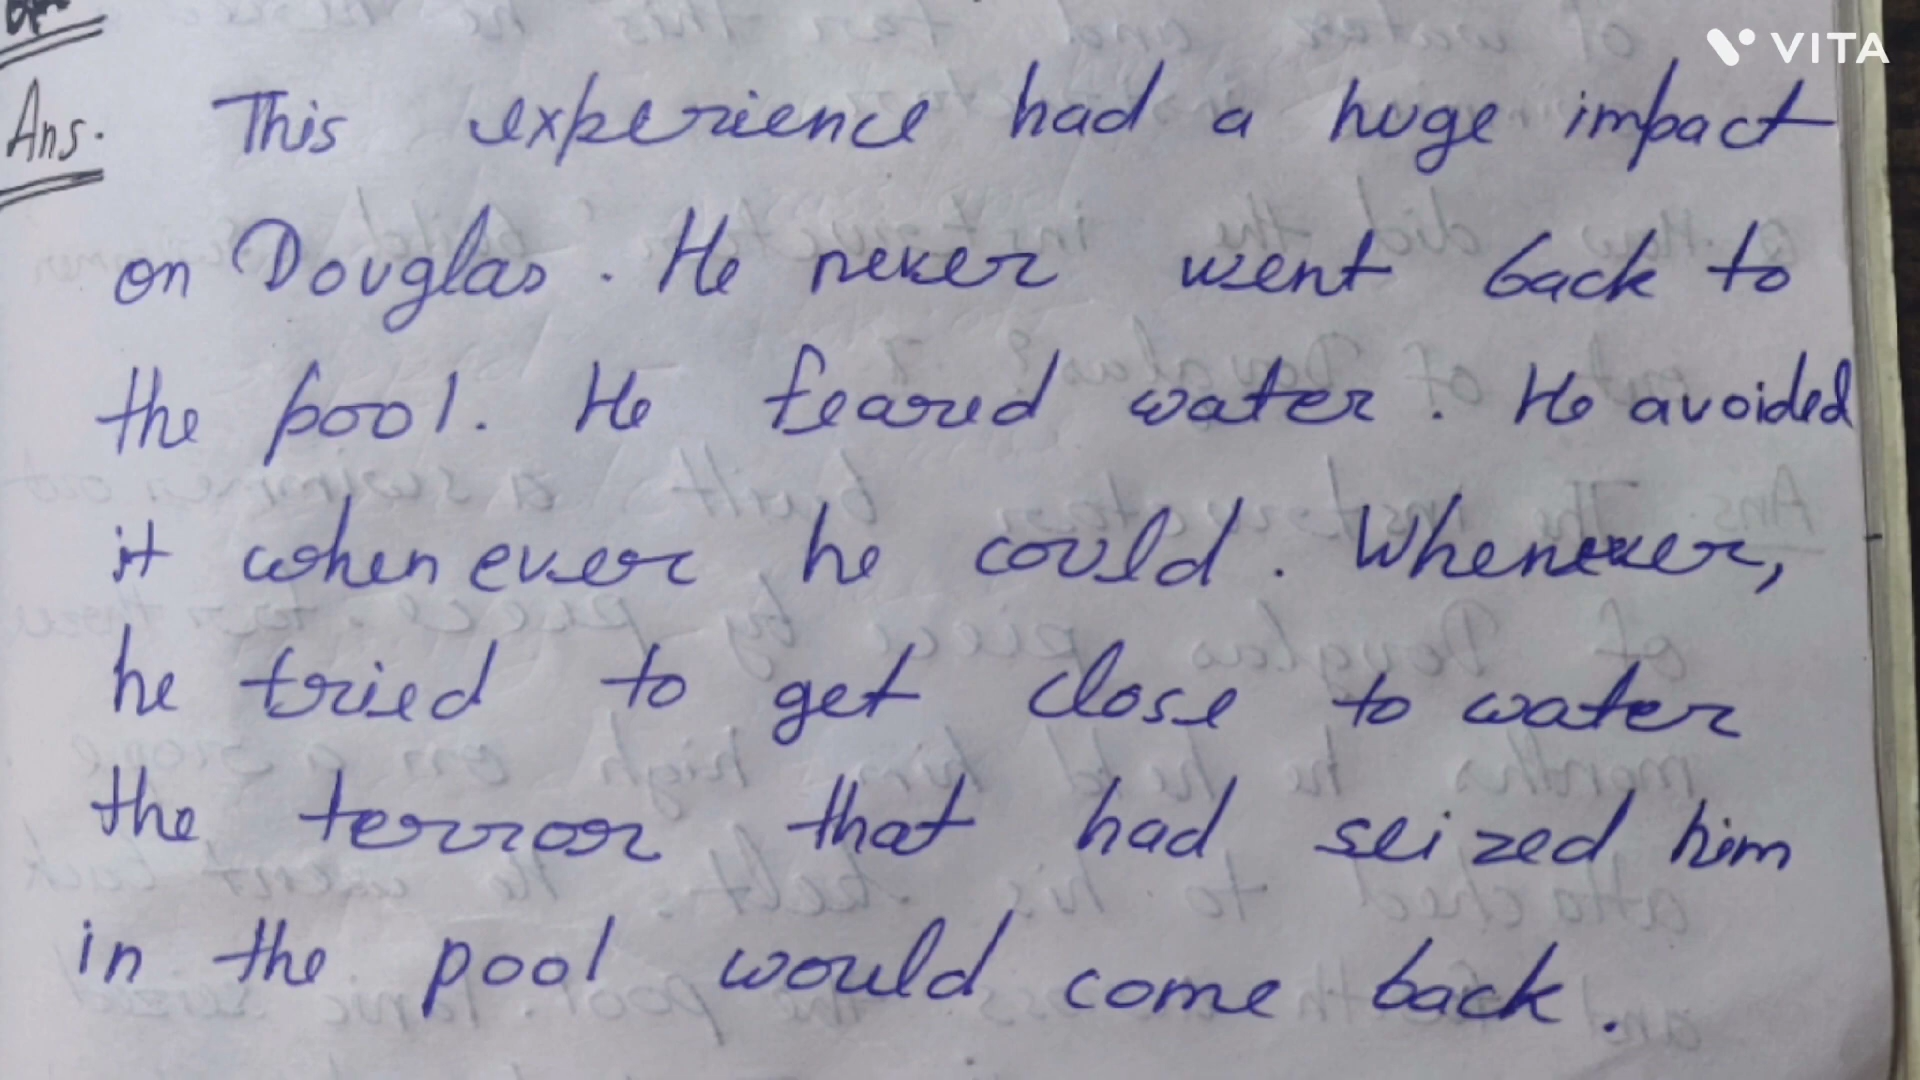 VITA
Ans. This experience had a huge impact
on Douglas. He never went back to
the pool. He feared water. He avoided
it whenever he could. Whenever,
he tried to get close to water
the terror that had seized him
in the pool would come back.